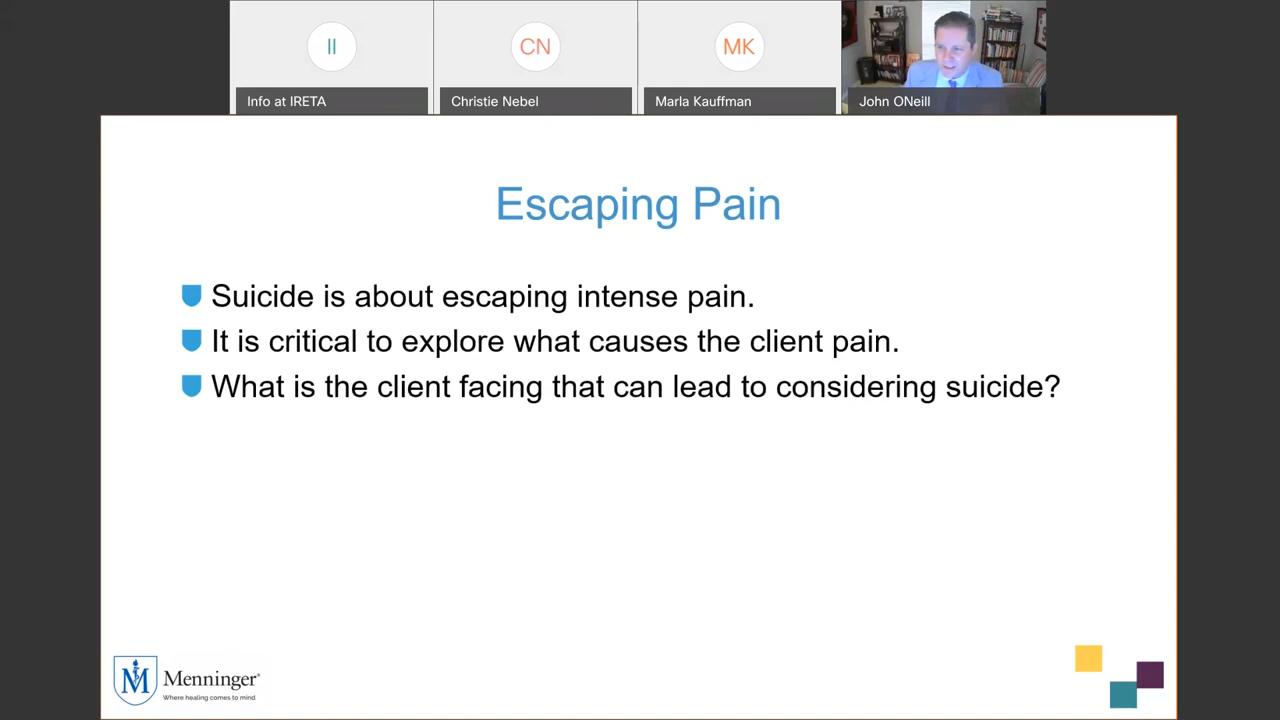 II
CN
MK
Info at IRETA
Christie Nebel
Marla Kauffman
John ONeill
Escaping Pain
Suicide is about escaping intense pain.
It is critical to explore what causes the client pain.
What is the client facing that can lead to considering suicide?
M
Menninger®
Where healing comes to mind